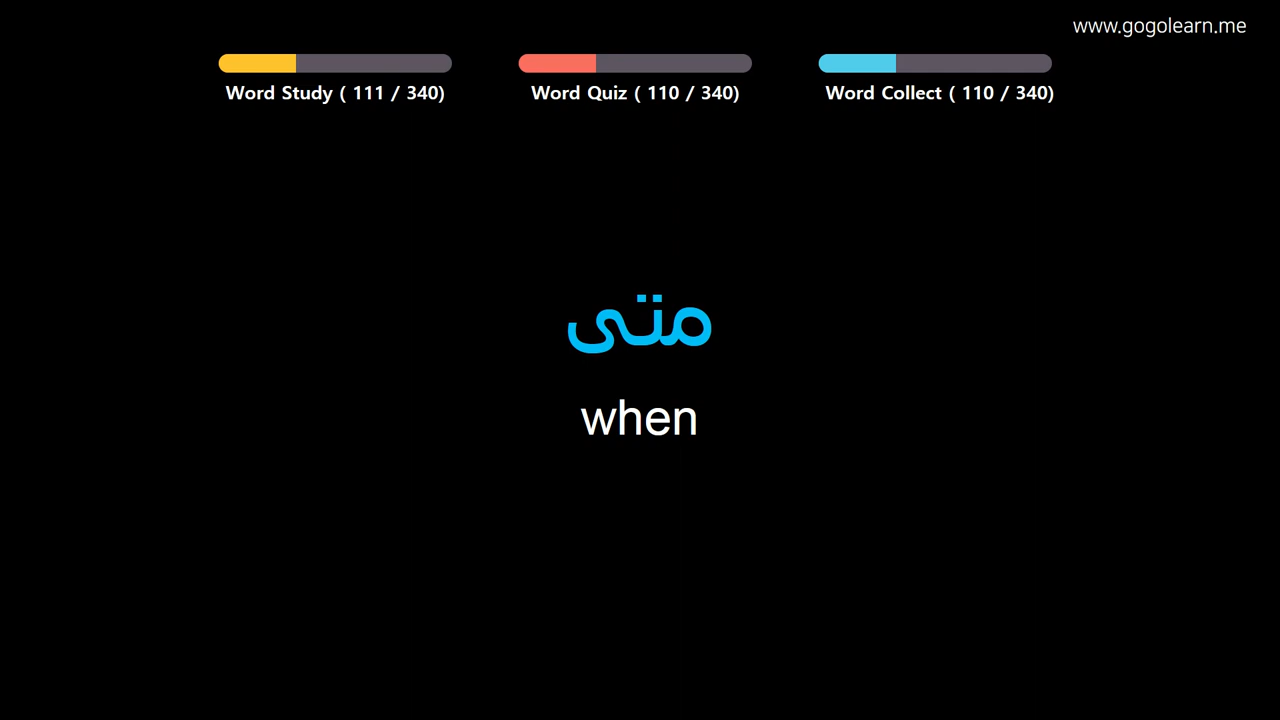 www.gogolearn.me
Word Study ( 111 / 340)
Word Quiz ( 110 / 340)
Word Collect ( 110 / 340)
متى
when